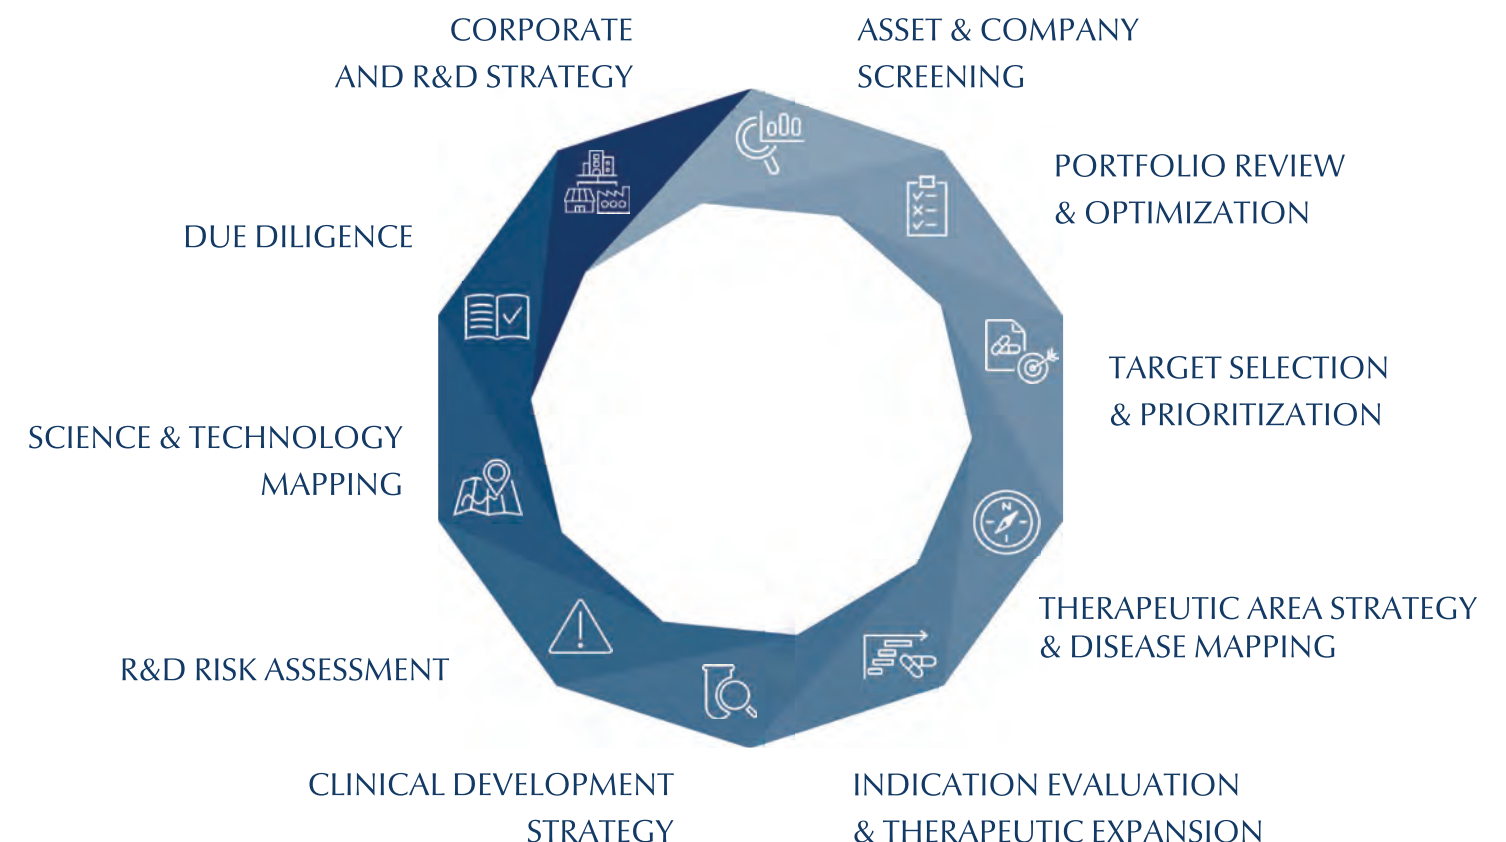 CORPORATE
AND R&D STRATEGY
ASSET & COMPANY
SCREENING
PORTFOLIO REVIEW
& OPTIMIZATION
TARGET SELECTION
& PRIORITIZATION
N
THERAPEUTIC AREA STRATEGY
& DISEASE MAPPING
INDICATION EVALUATION
& THERAPEUTIC EXPANSION
CLINICAL DEVELOPMENT
STRATEGY
R&D RISK ASSESSMENT
SCIENCE & TECHNOLOGY
MAPPING
DUE DILIGENCE